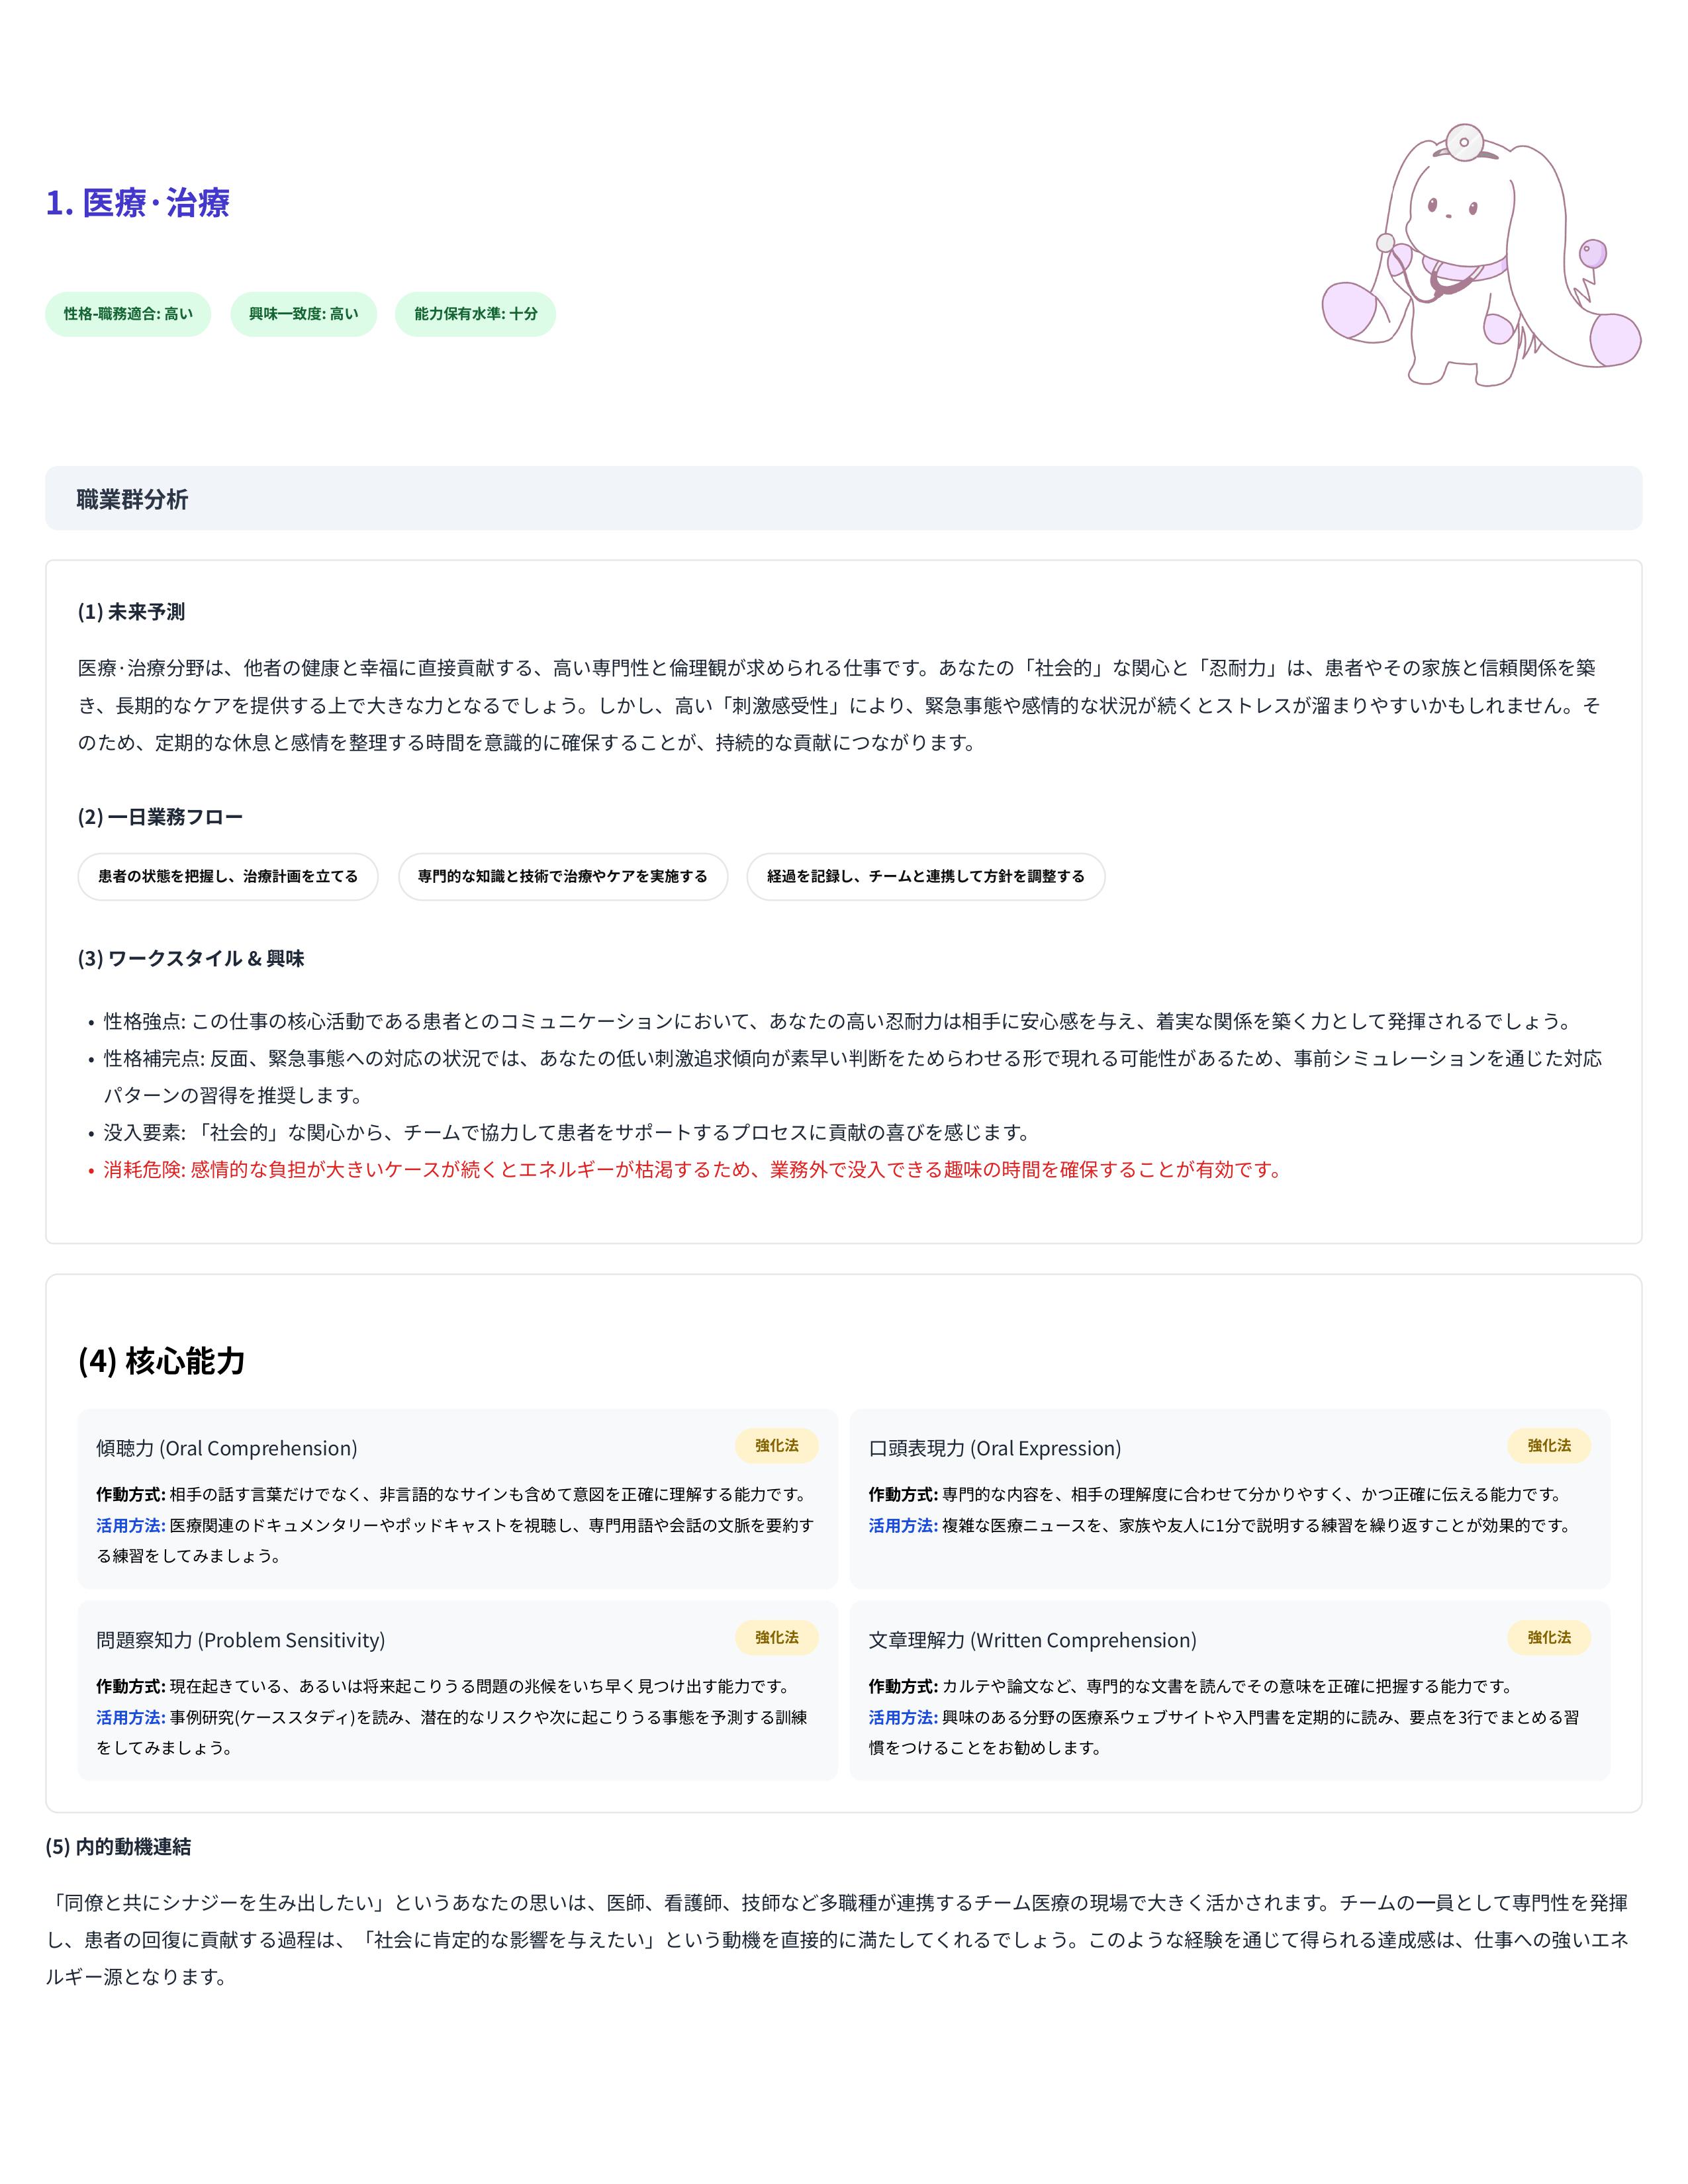 1. 医療·治療
性格-職務適合: 高い
興味一致度: 高い
能力保有水準: 十分
職業群分析
(1) 未来予測
医療·治療分野は、他者の健康と幸福に直接貢献する、高い専門性と倫理観が求められる仕事です。あなたの「社会的」な関心と「忍耐力」は、患者やその家族と信頼関係を築
き、長期的なケアを提供する上で大きな力となるでしょう。しかし、高い「刺激感受性」により、緊急事態や感情的な状況が続くとストレスが溜まりやすいかもしれません。そ
のため、定期的な休息と感情を整理する時間を意識的に確保することが、持続的な貢献につながります。
(2) 一日業務フロー
患者の状態を把握し、治療計画を立てる
専門的な知識と技術で治療やケアを実施する
経過を記録し、チームと連携して方針を調整する
(3) ワークスタイル & 興味
• 性格強点: この仕事の核心活動である患者とのコミュニケーションにおいて、あなたの高い忍耐力は相手に安心感を与え、着実な関係を築く力として発揮されるでしょう。
• 性格補完点: 反面、緊急事態への対応の状況では、あなたの低い刺激追求傾向が素早い判断をためらわせる形で現れる可能性があるため、事前シミュレーションを通じた対応
パターンの習得を推奨します。
• 没入要素: 「社会的」な関心から、チームで協力して患者をサポートするプロセスに貢献の喜びを感じます。
• 消耗危険: 感情的な負担が大きいケースが続くとエネルギーが枯渇するため、業務外で没入できる趣味の時間を確保することが有効です。
(4) 核心能力
傾聴力 (Oral Comprehension)
強化法
作動方式: 相手の話す言葉だけでなく、非言語的なサインも含めて意図を正確に理解する能力です。
活用方法: 医療関連のドキュメンタリーやポッドキャストを視聴し、専門用語や会話の文脈を要約す
る練習をしてみましょう。
口頭表現力 (Oral Expression)
強化法
作動方式: 専門的な内容を、相手の理解度に合わせて分かりやすく、かつ正確に伝える能力です。
活用方法: 複雑な医療ニュースを、家族や友人に1分で説明する練習を繰り返すことが効果的です。
問題察知力 (Problem Sensitivity)
強化法
作動方式: 現在起きている、あるいは将来起こりうる問題の兆候をいち早く見つけ出す能力です。
活用方法: 事例研究(ケーススタディ)を読み、潜在的なリスクや次に起こりうる事態を予測する訓練
をしてみましょう。
文章理解力 (Written Comprehension)
強化法
作動方式: カルテや論文など、専門的な文書を読んでその意味を正確に把握する能力です。
活用方法: 興味のある分野の医療系ウェブサイトや入門書を定期的に読み、要点を3行でまとめる習
慣をつけることをお勧めします。
(5) 内的動機連結
「同僚と共にシナジーを生み出したい」というあなたの思いは、医師、看護師、技師など多職種が連携するチーム医療の現場で大きく活かされます。チームの一員として専門性を発揮
し、患者の回復に貢献する過程は、「社会に肯定的な影響を与えたい」という動機を直接的に満たしてくれるでしょう。このような経験を通じて得られる達成感は、仕事への強いエネ
ルギー源となります。